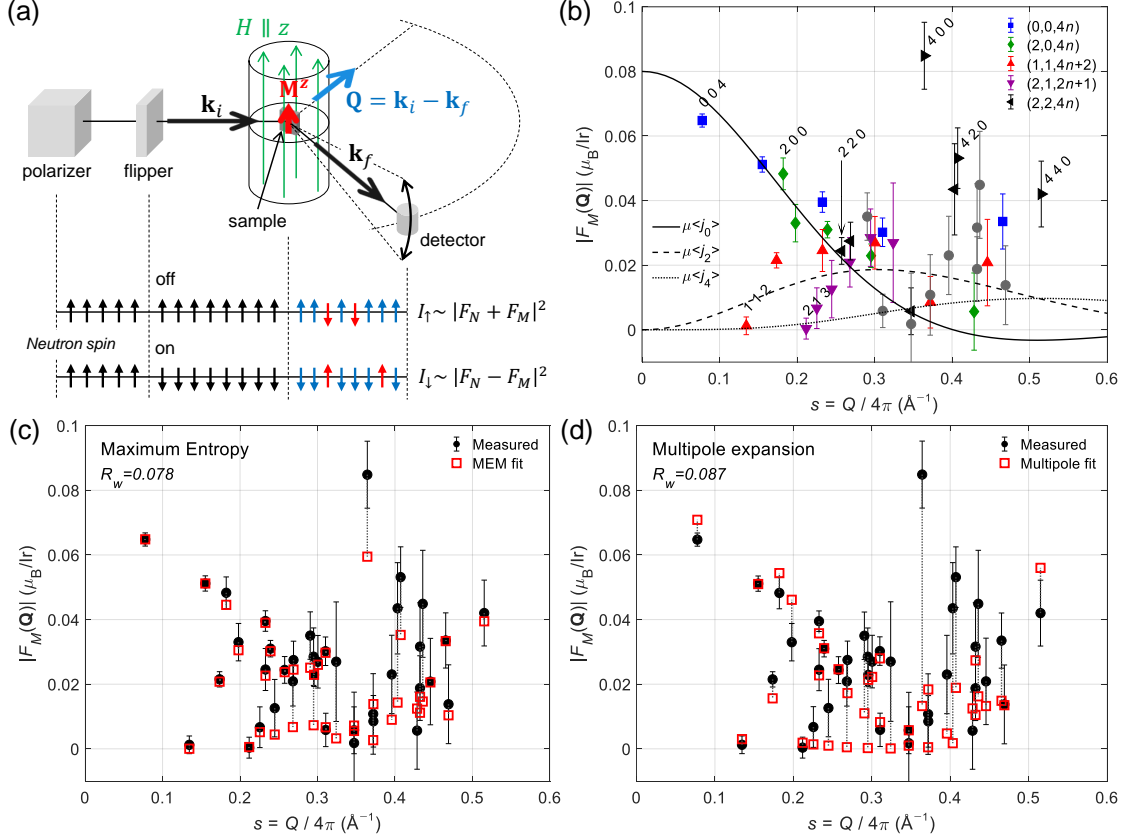 (a)
H ∥ z
M^z
Q = k_i − k_f
k_i
k_f
polarizer
flipper
sample
detector
off
I↑~ |F_N + F_M|²
Neutron spin
on
I↓~ |F_N − F_M|²
(b)
|F_M(Q)| (μ_B/Ir)
0.1
0.08
0.06
0.04
0.02
0
0 0 4
2 0 0
1 1 2
2 1 3
2 2 0
4 0 0
4 2 0
4 4 0
(0,0,4n)
(2,0,4n)
(1,1,4n+2)
(2,1,2n+1)
(2,2,4n)
μ<j_0>
μ<j_2>
μ<j_4>
0 0.1 0.2 0.3 0.4 0.5 0.6
s = Q / 4π (Å⁻¹)
(c)
|F_M(Q)| (μ_B/Ir)
0.1
0.08
0.06
0.04
0.02
0
Maximum Entropy
R_w=0.078
Measured
MEM fit
0 0.1 0.2 0.3 0.4 0.5 0.6
s = Q / 4π (Å⁻¹)
(d)
|F_M(Q)| (μ_B/Ir)
0.1
0.08
0.06
0.04
0.02
0
Multipole expansion
R_w=0.087
Measured
Multipole fit
0 0.1 0.2 0.3 0.4 0.5 0.6
s = Q / 4π (Å⁻¹)